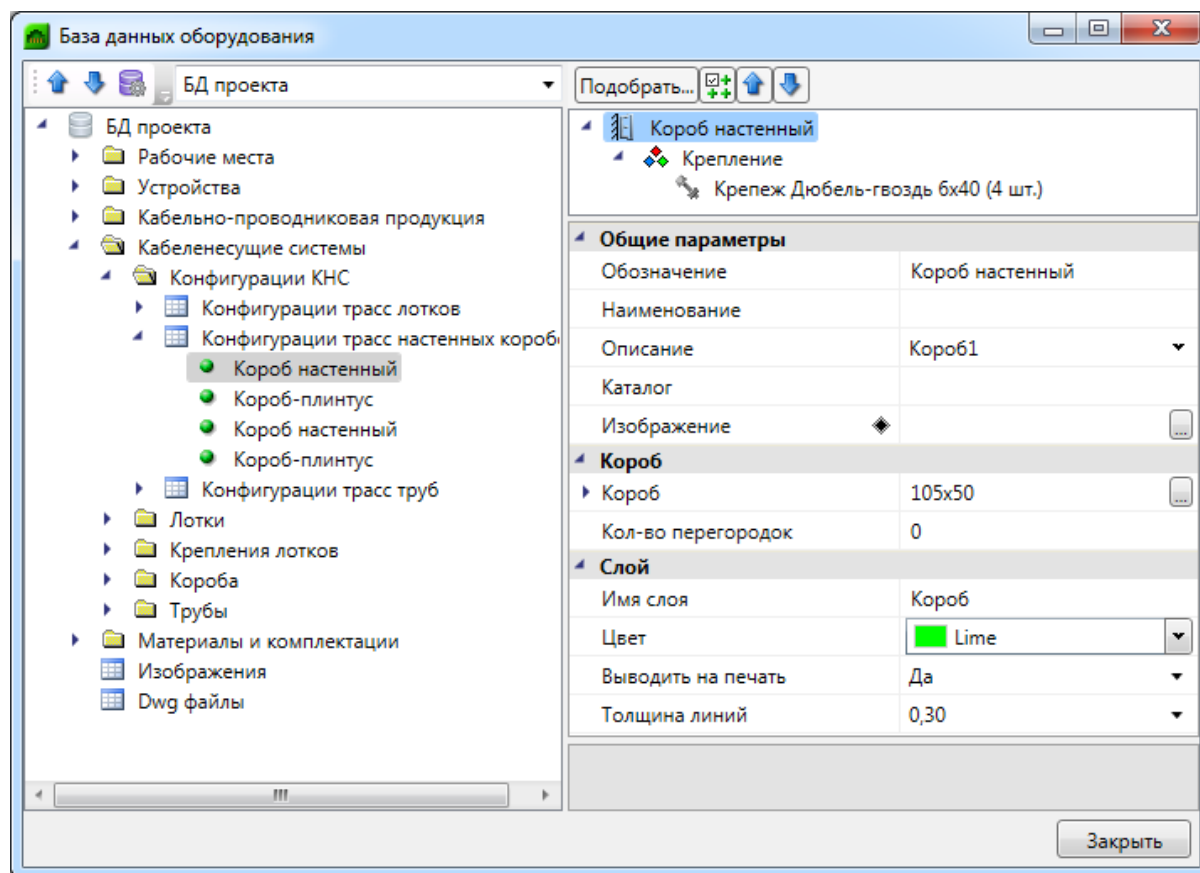 База данных оборудования
БД проекта
БД проекта
Рабочие места
Устройства
Кабельно-проводниковая продукция
Кабеленесущие системы
Конфигурации КНС
Конфигурации трасс лотков
Конфигурации трасс настенных коробо
Короб настенный
Короб-плинтус
Короб настенный
Короб-плинтус
Конфигурации трасс труб
Лотки
Крепления лотков
Короба
Трубы
Материалы и комплектации
Изображения
Dwg файлы
Подобрать...
Короб настенный
Крепление
Крепеж Дюбель-гвоздь 6x40 (4 шт.)
Общие параметры
Обозначение Короб настенный
Наименование
Описание Короб1
Каталог
Изображение ...
Короб
Короб 105x50 ...
Кол-во перегородок 0
Слой
Имя слоя Короб
Цвет Lime
Выводить на печать Да
Толщина линий 0,30
Закрыть